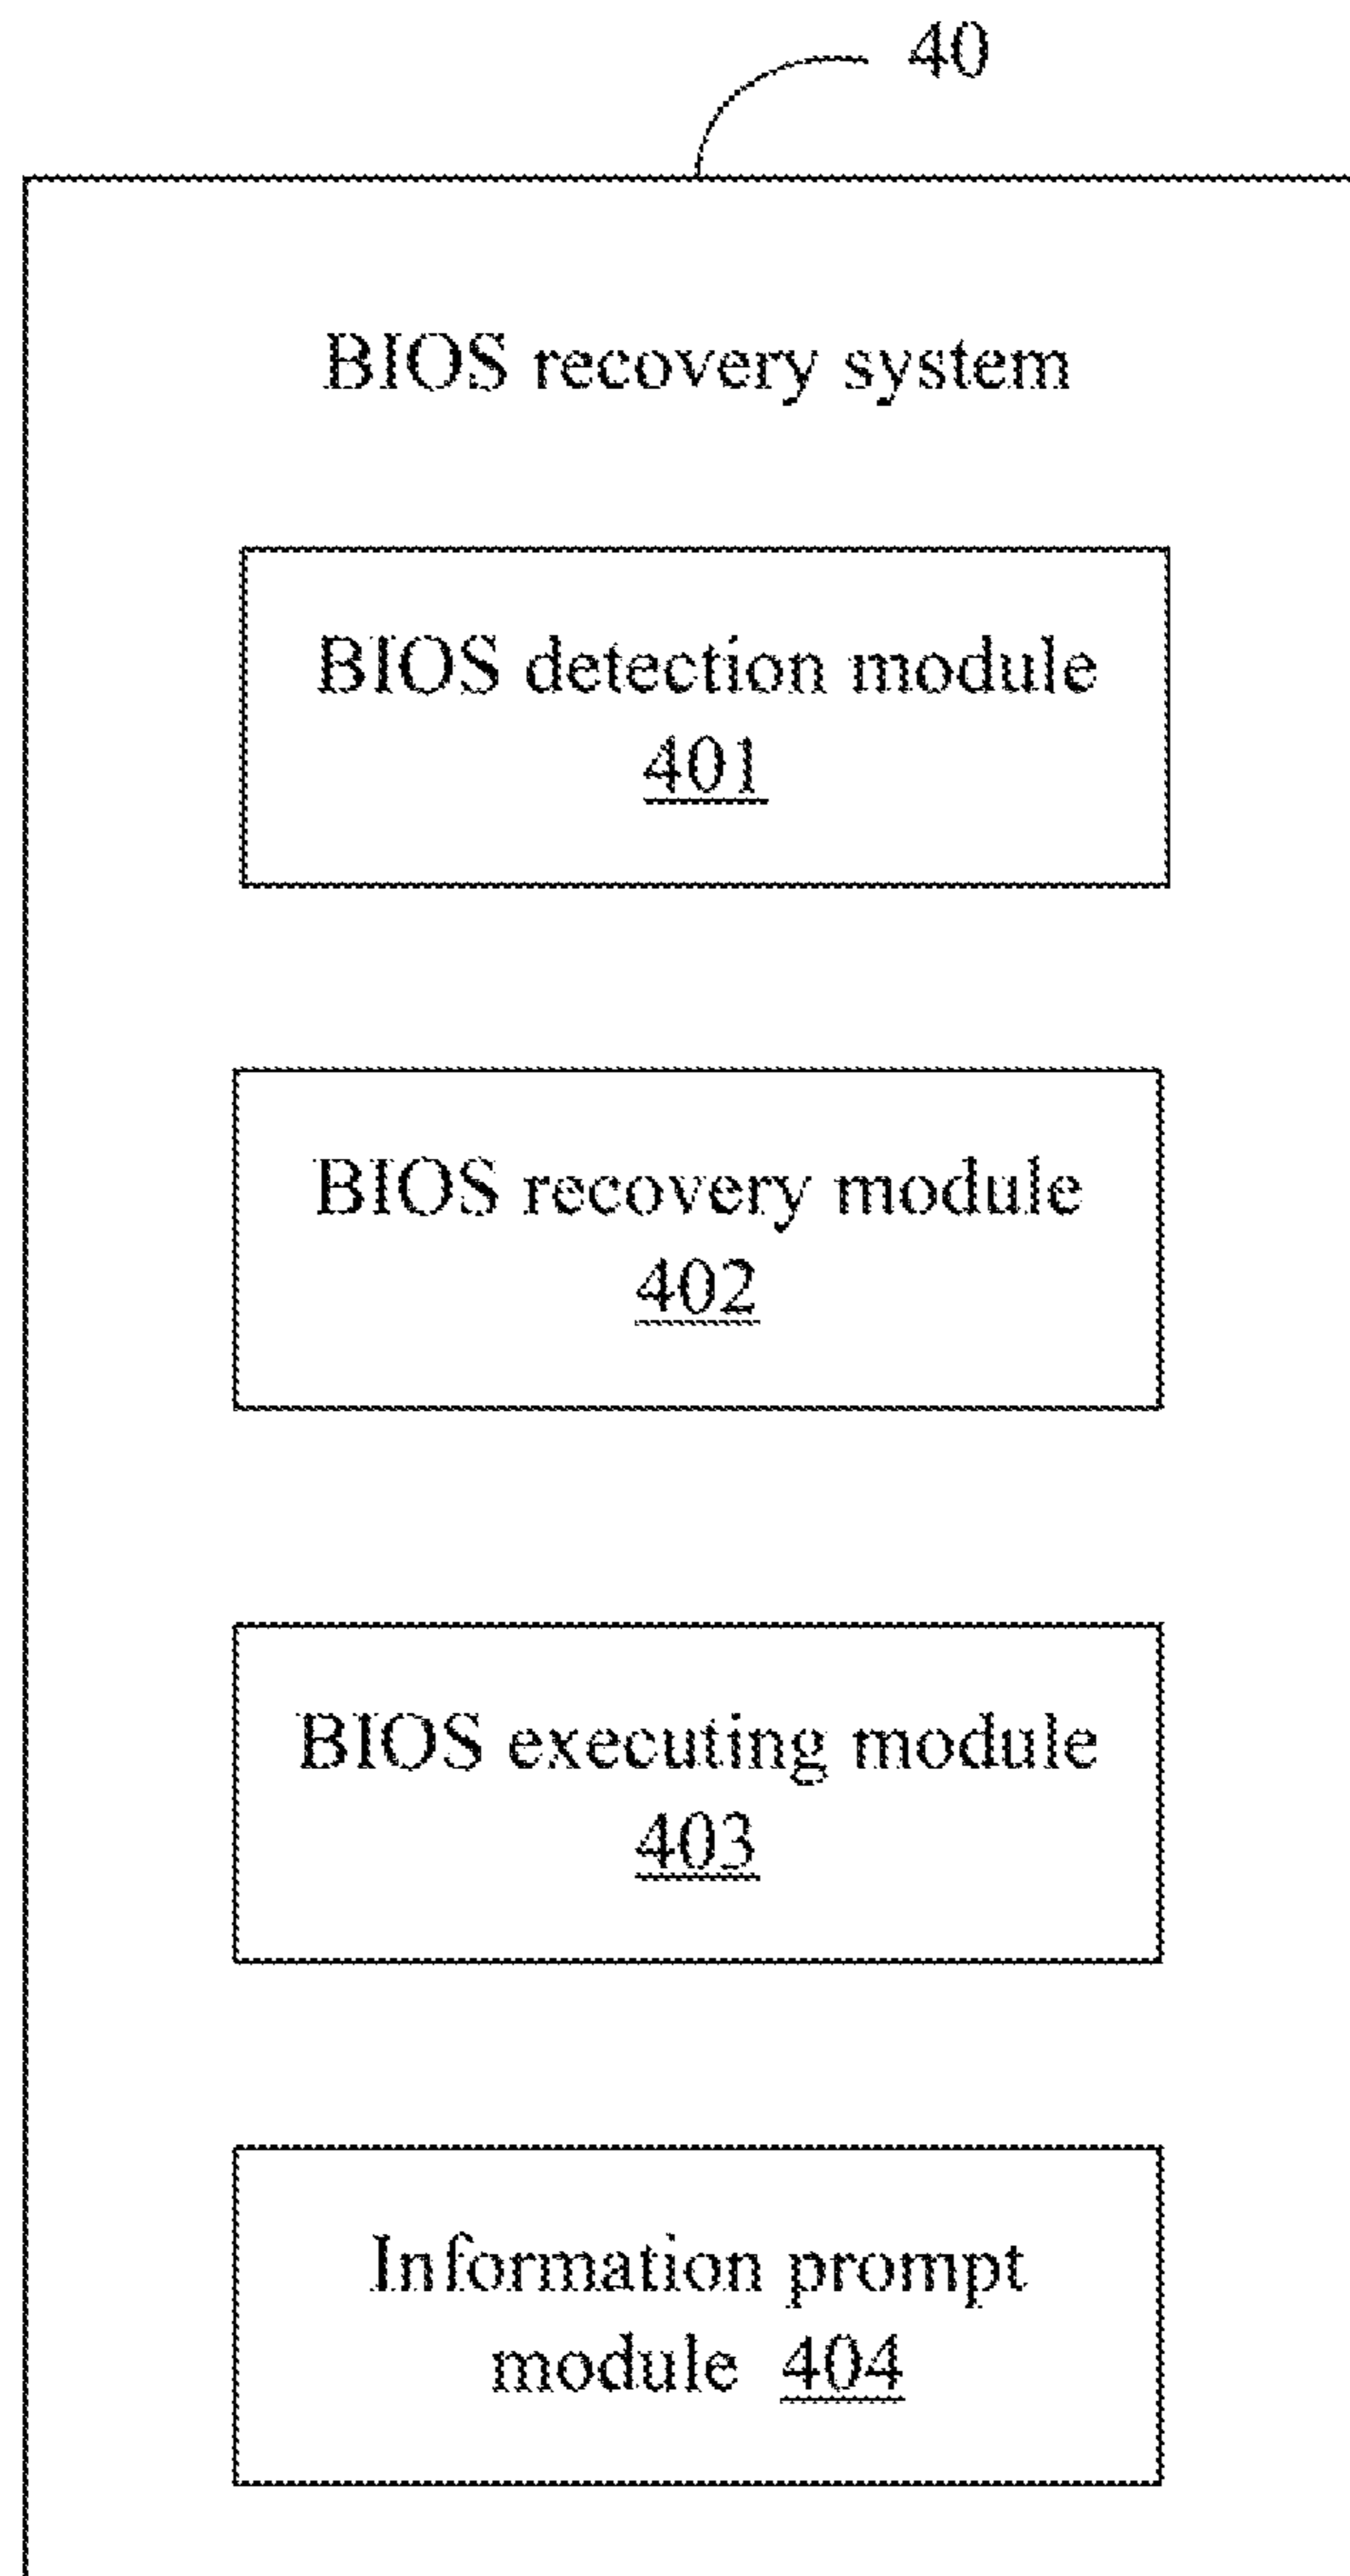 40
BIOS recovery system
BIOS detection module
401
BIOS recovery module
402
BIOS executing module
403
Information prompt
module 404